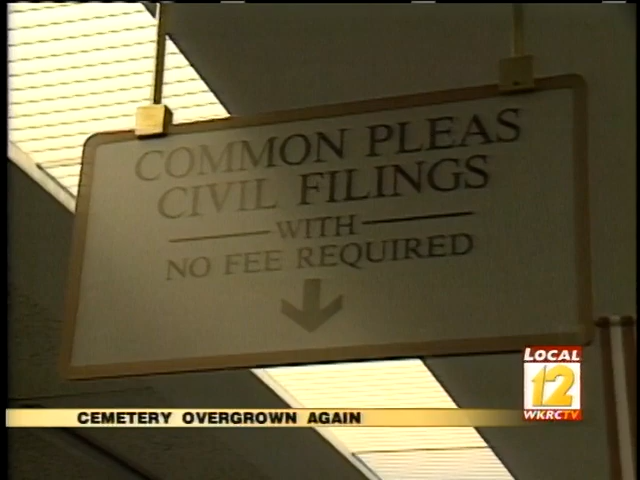 COMMON PLEAS
CIVIL FILINGS
WITH
NO FEE REQUIRED
LOCAL
12
WKRCTV
CEMETERY OVERGROWN AGAIN